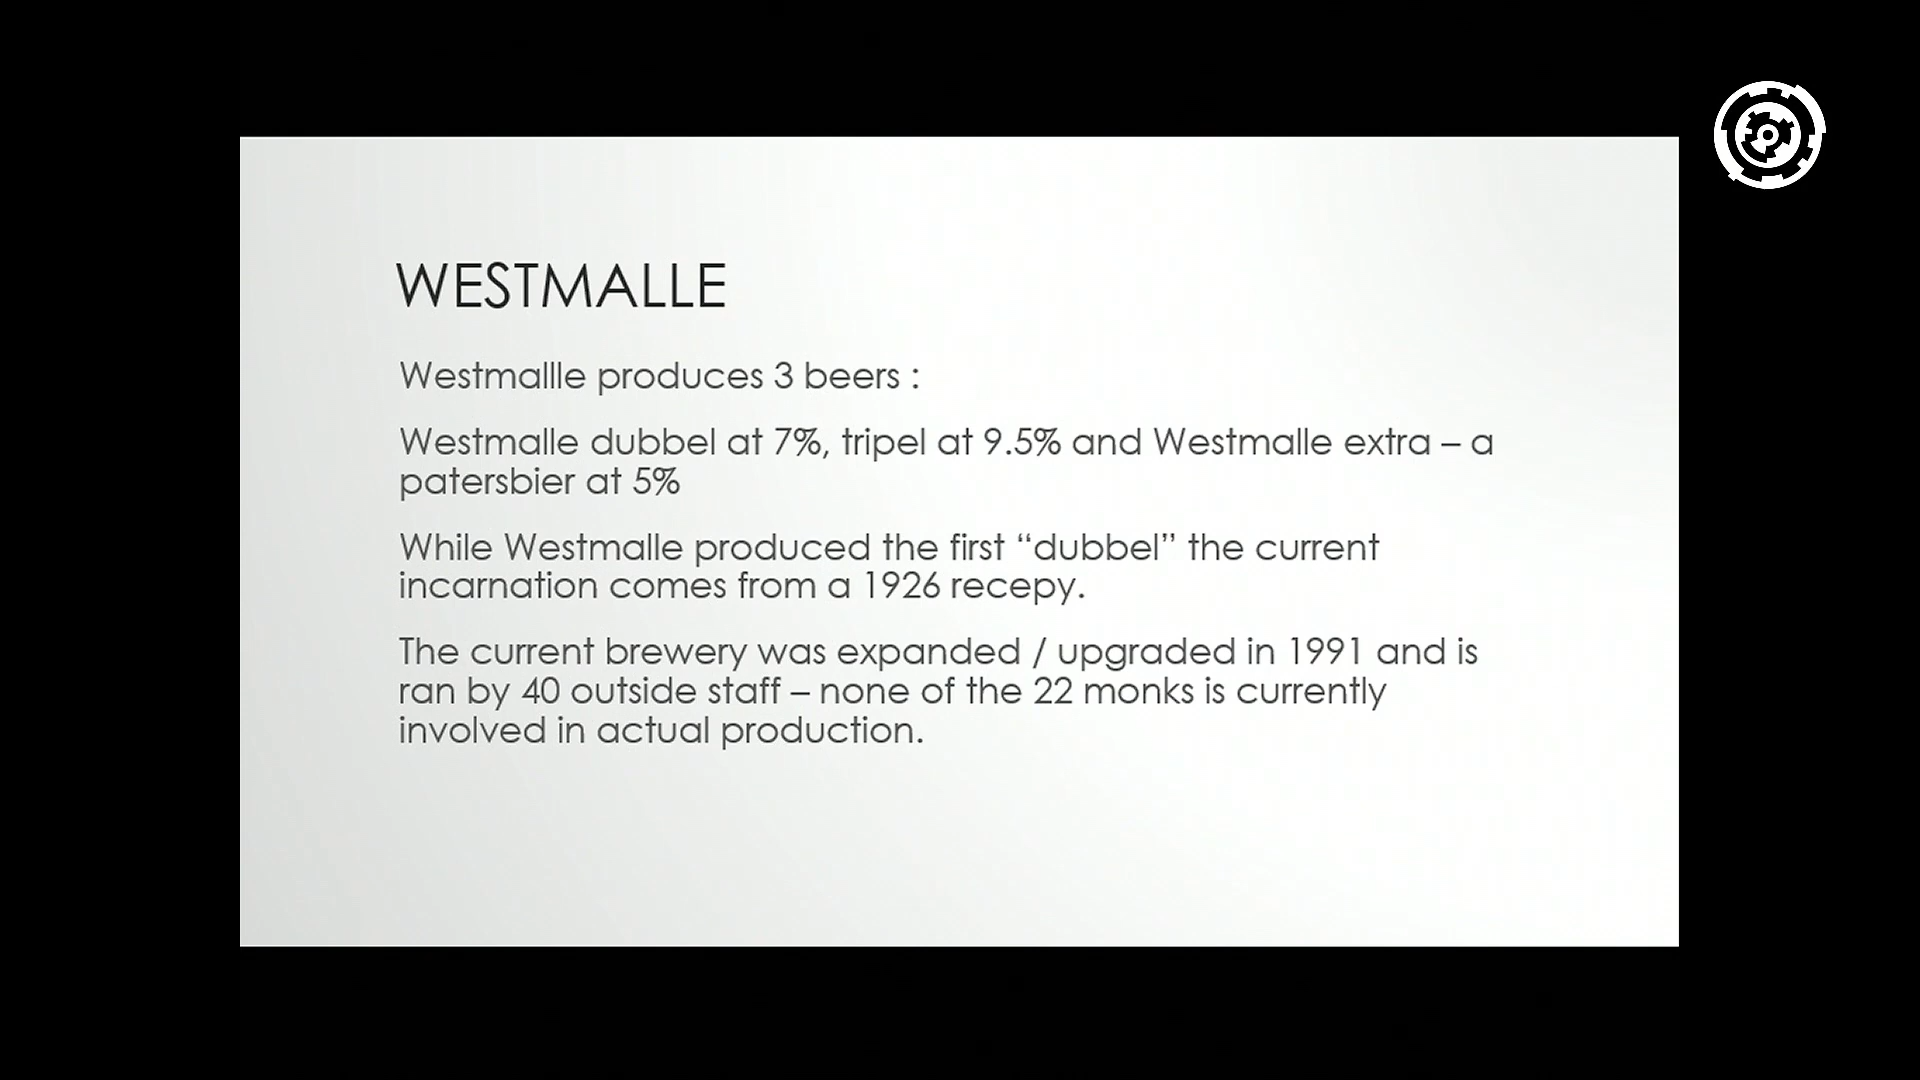 WESTMALLE
Westmallle produces 3 beers :
Westmalle dubbel at 7%, tripel at 9.5% and Westmalle extra – a
patersbier at 5%
While Westmalle produced the first “dubbel” the current
incarnation comes from a 1926 recepy.
The current brewery was expanded / upgraded in 1991 and is
ran by 40 outside staff – none of the 22 monks is currently
involved in actual production.